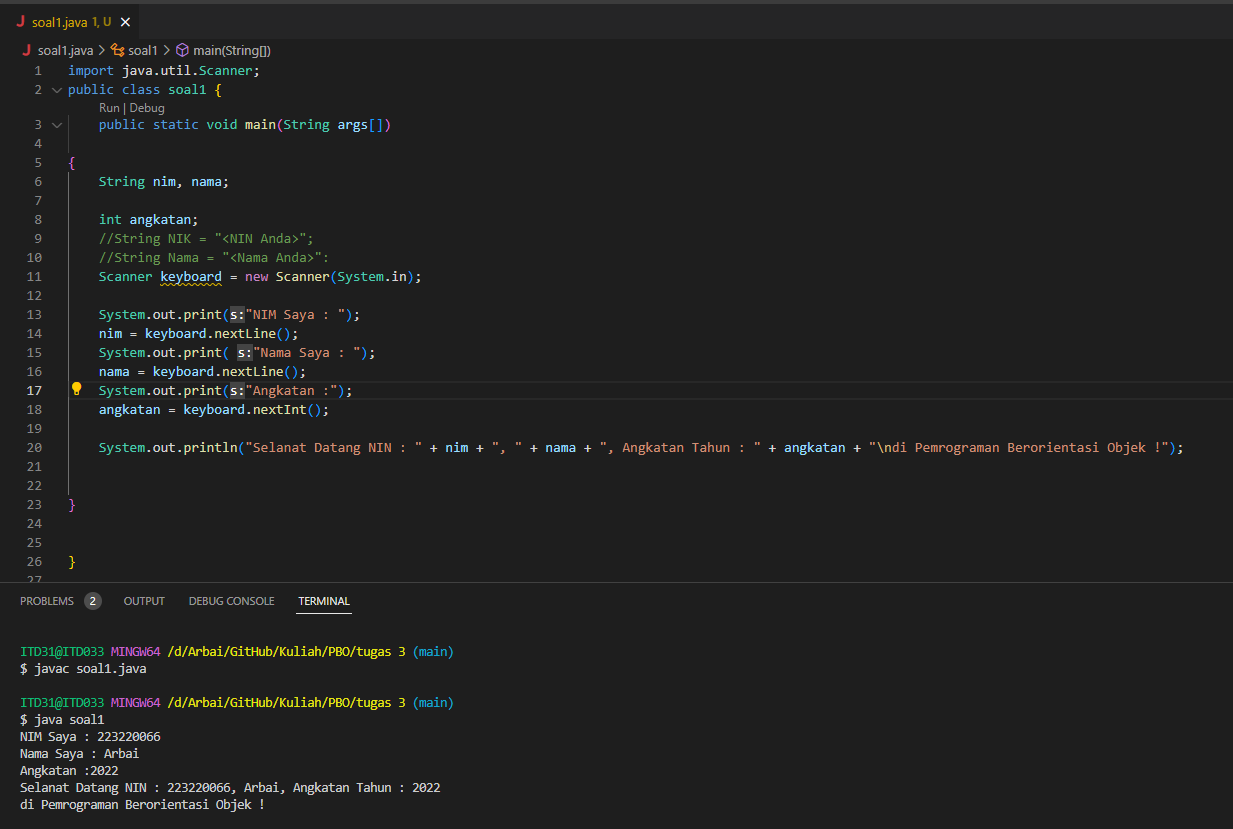 soal1.java 1, U
soal1.java > soal1 > main(String[])
1 import java.util.Scanner;
2 public class soal1 {
Run | Debug
3 public static void main(String args[])
4
5 {
6 String nim, nama;
7
8 int angkatan;
9 //String NIK = "<NIN Anda>";
10 //String Nama = "<Nama Anda>":
11 Scanner keyboard = new Scanner(System.in);
12
13 System.out.print(s:"NIM Saya : ");
14 nim = keyboard.nextLine();
15 System.out.print( s:"Nama Saya : ");
16 nama = keyboard.nextLine();
17 System.out.print(s:"Angkatan :");
18 angkatan = keyboard.nextInt();
19
20 System.out.println("Selanat Datang NIN : " + nim + ", " + nama + ", Angkatan Tahun : " + angkatan + "\ndi Pemrograman Berorientasi Objek !");
21
22
23 }
24
25
26 }
27
PROBLEMS 2 OUTPUT DEBUG CONSOLE TERMINAL
ITD31@ITD033 MINGW64 /d/Arbai/GitHub/Kuliah/PBO/tugas 3 (main)
$ javac soal1.java
ITD31@ITD033 MINGW64 /d/Arbai/GitHub/Kuliah/PBO/tugas 3 (main)
$ java soal1
NIM Saya : 223220066
Nama Saya : Arbai
Angkatan :2022
Selanat Datang NIN : 223220066, Arbai, Angkatan Tahun : 2022
di Pemrograman Berorientasi Objek !